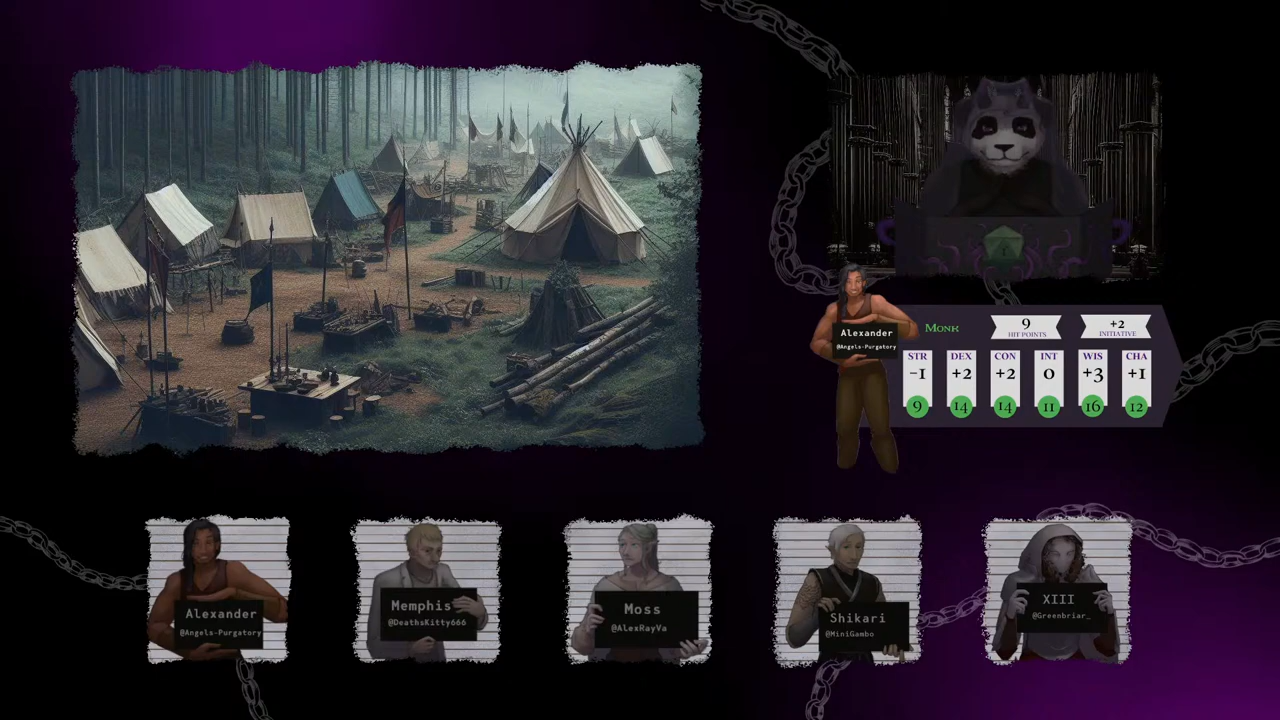 Alexander
@Angels-Purgatory
Monk
9
HIT POINTS
+2
INITIATIVE
STR DEX CON INT WIS CHA
-1 +2 +2 0 +3 +1
9 14 14 11 16 12
Alexander
@Angels-Purgatory
Memphis
@DeathsKitty666
Moss
@AlexRayVa
Shikari
@MiniGambo
XIII
@Greenbriar_